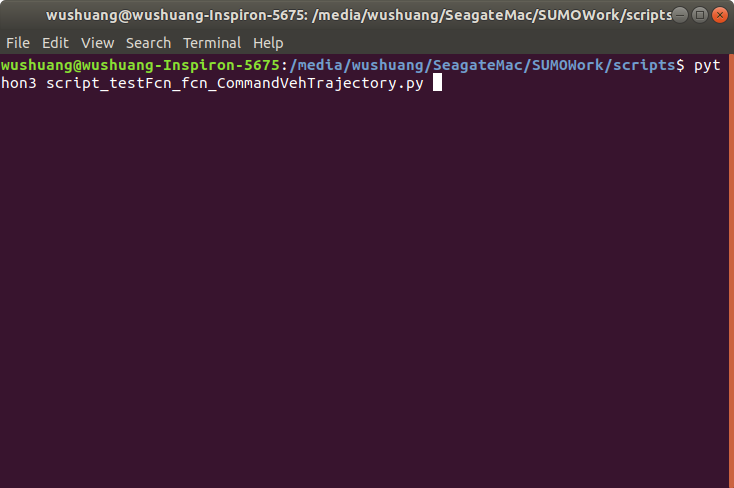 wushuang@wushuang-Inspiron-5675: /media/wushuang/SeagateMac/SUMOWork/scripts
File Edit View Search Terminal Help
wushuang@wushuang-Inspiron-5675:/media/wushuang/SeagateMac/SUMOWork/scripts$ pyt
hon3 script_testFcn_fcn_CommandVehTrajectory.py